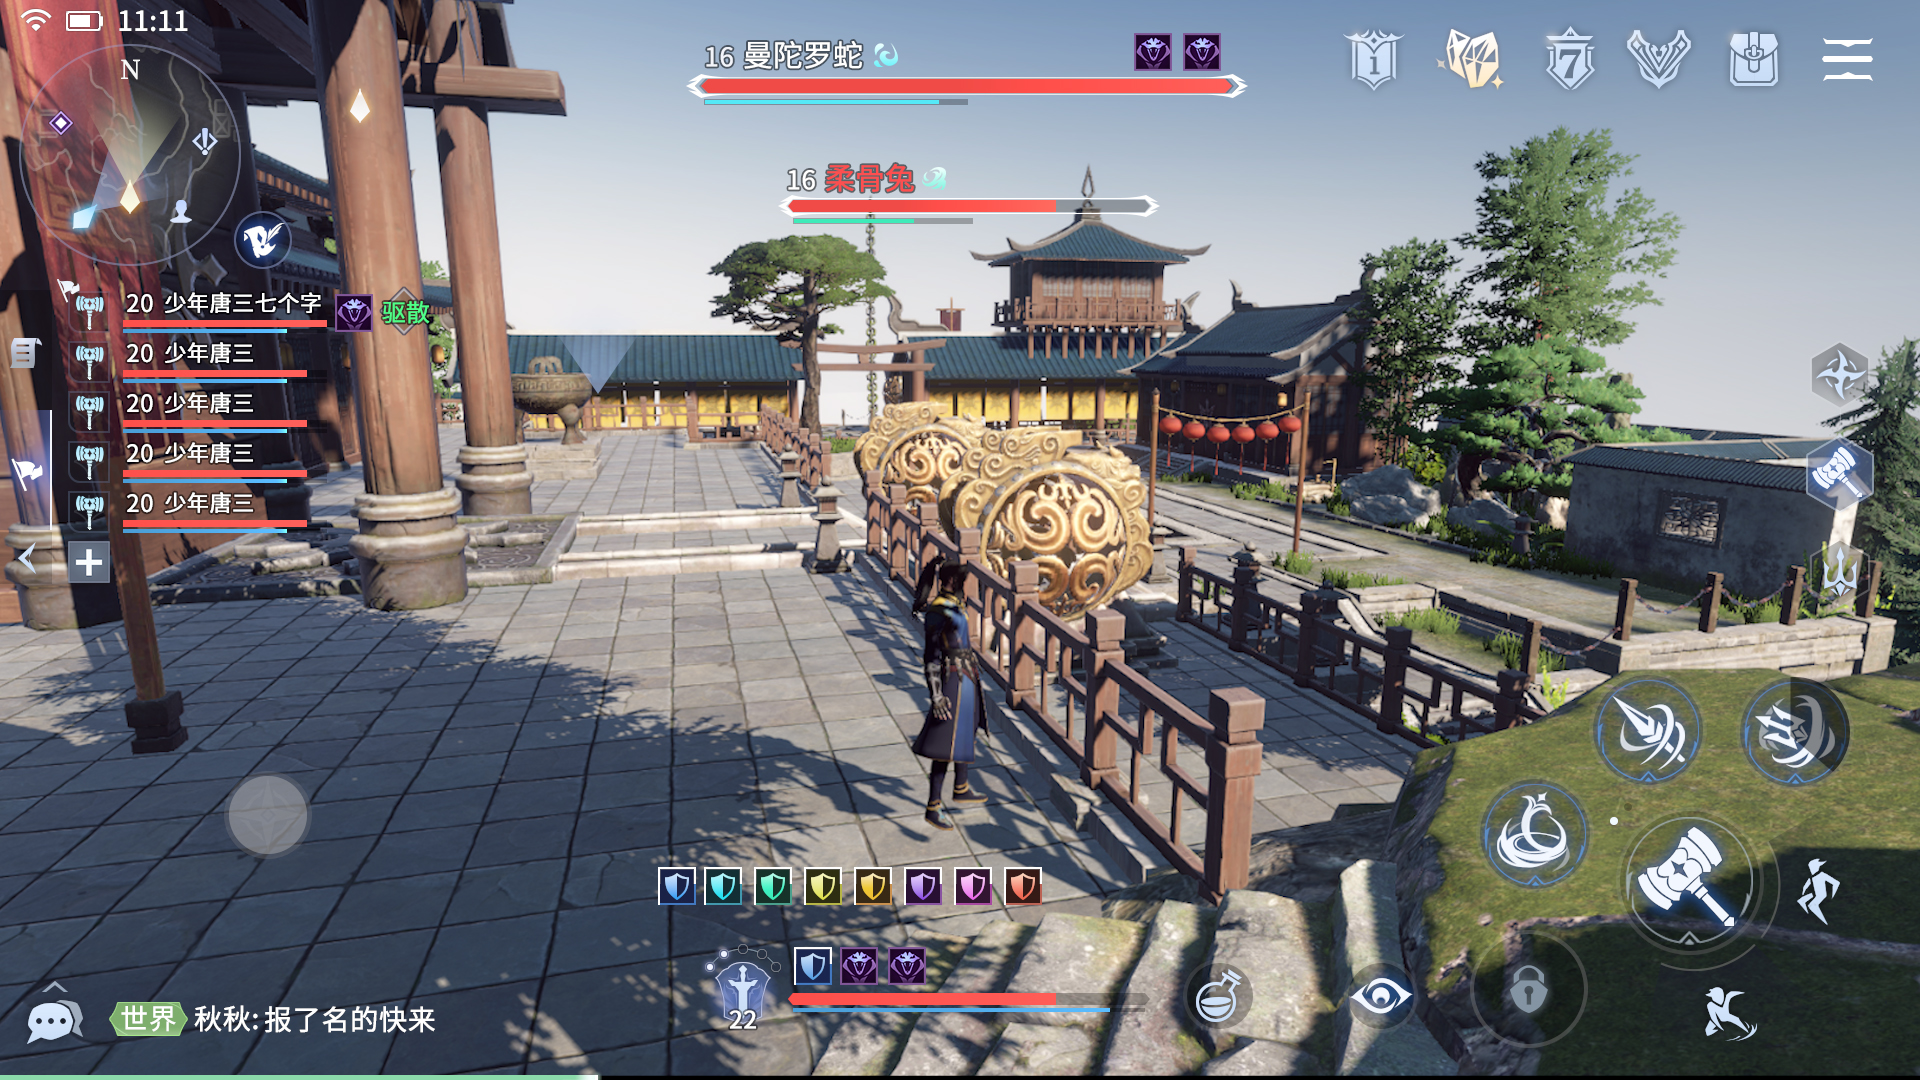 11:11
N
16 曼陀罗蛇
16 柔骨兔
7
20 少年唐三七个字
驱散
20 少年唐三
20 少年唐三
20 少年唐三
20 少年唐三
22
世界 秋秋:报了名的快来